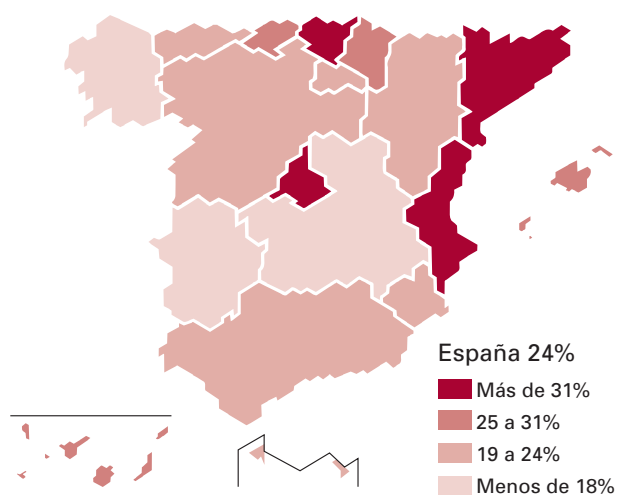 España 24%
Más de 31%
25 a 31%
19 a 24%
Menos de 18%